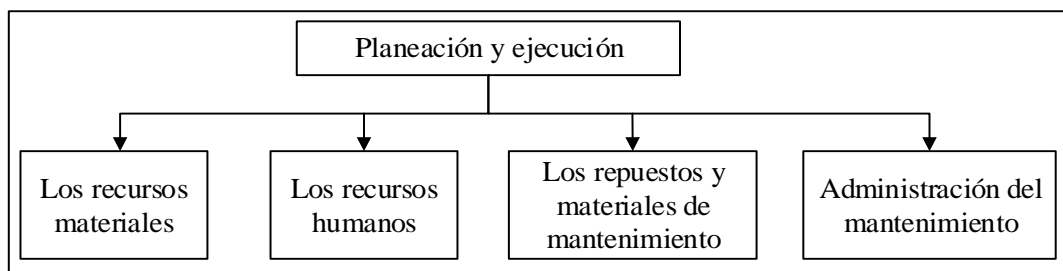 Planeación y ejecución
Los recursos
materiales
Los recursos
humanos
Los repuestos y
materiales de
mantenimiento
Administración del
mantenimiento